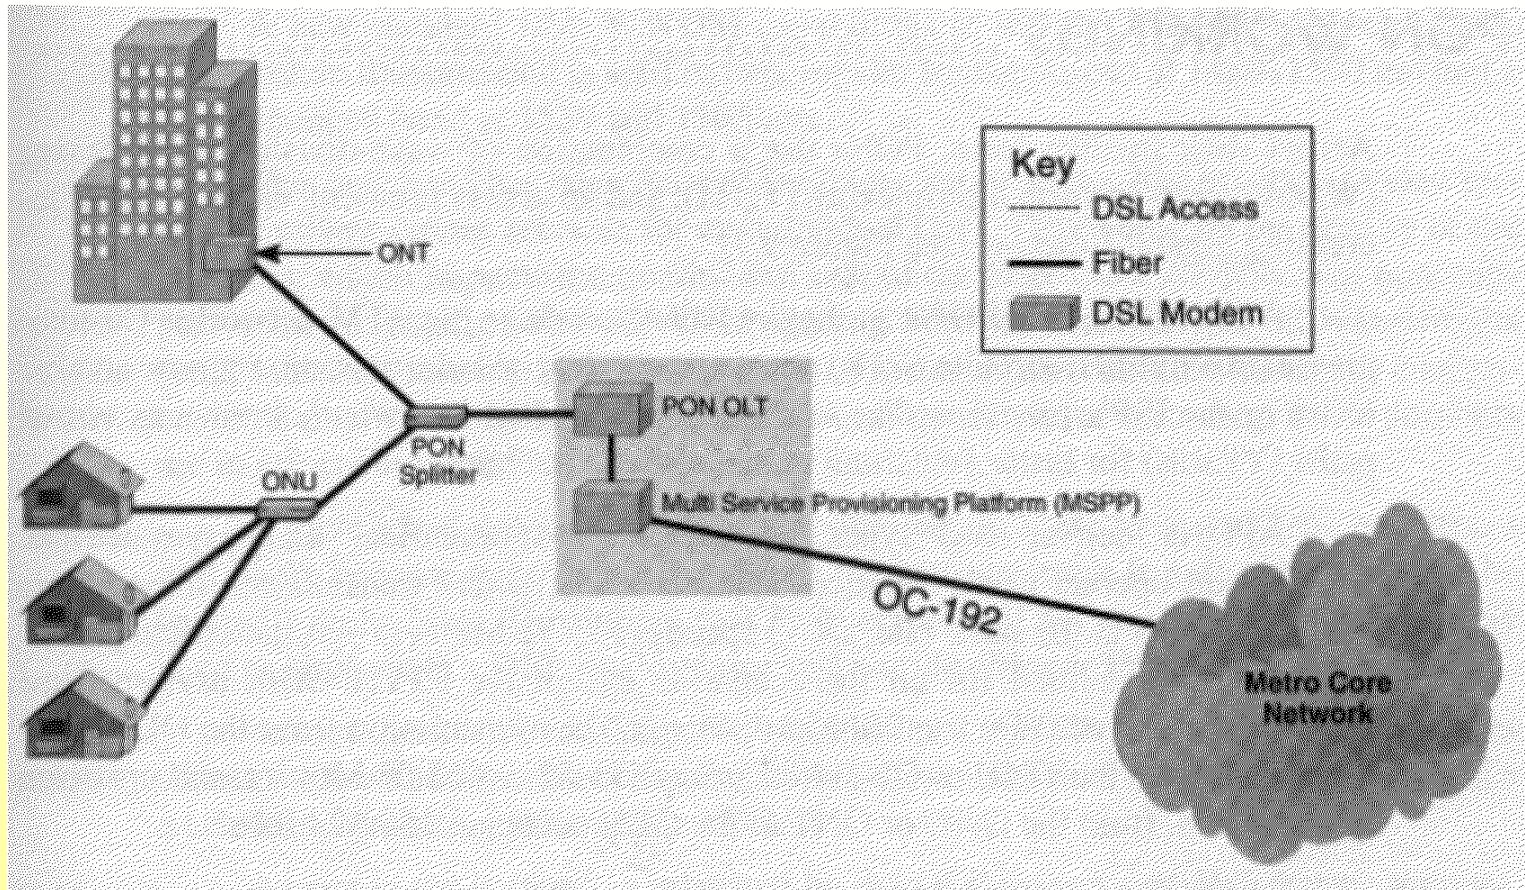 Key
DSL Access
Fiber
DSL Modem
ONT
PON OLT
PON
Splitter
ONU
Multi Service Provisioning Platform (MSPP)
OC-192
Metro Core
Network